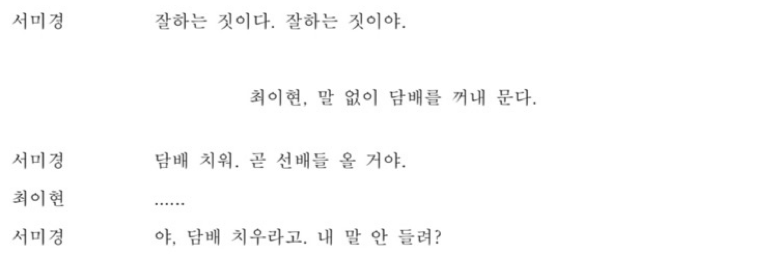 서미경 잘하는 짓이다. 잘하는 짓이야.
최이현, 말 없이 담배를 꺼내 문다.
서미경 담배 치워. 곧 선배들 올 거야.
최이현 ......
서미경 야, 담배 치우라고. 내 말 안 들려?